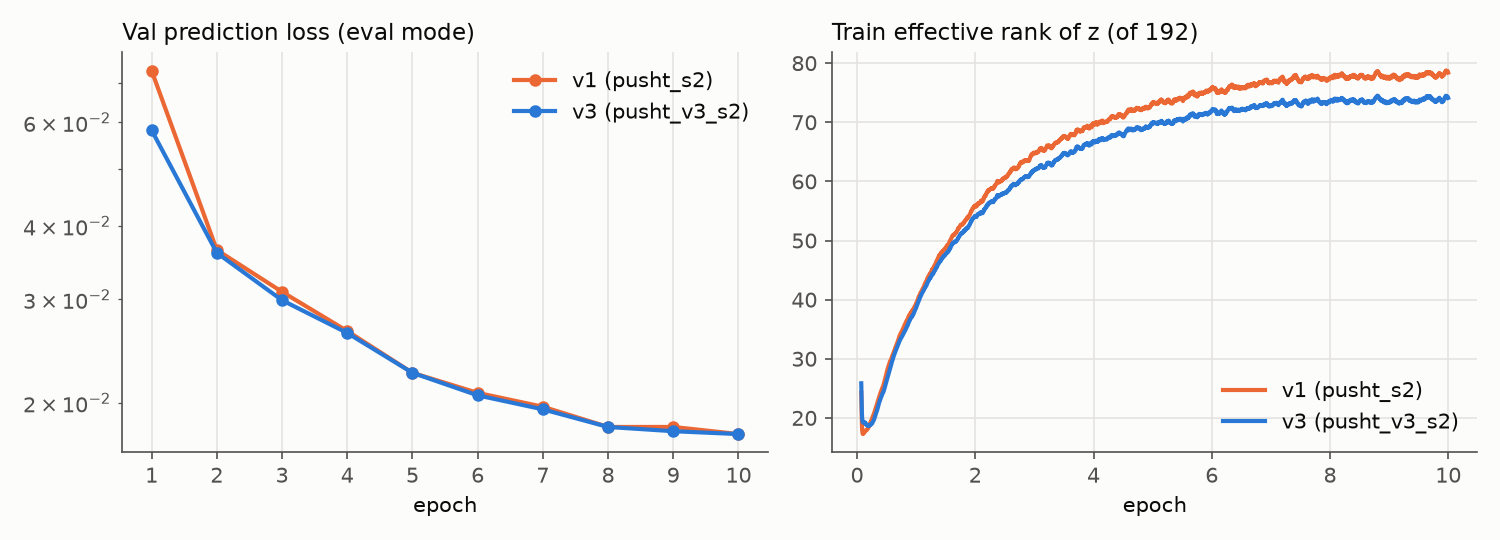 Val prediction loss (eval mode)
v1 (pusht_s2)
v3 (pusht_v3_s2)
6 × 10⁻²
4 × 10⁻²
3 × 10⁻²
2 × 10⁻²
1 2 3 4 5 6 7 8 9 10
epoch
Train effective rank of z (of 192)
80
70
60
50
40
30
20
v1 (pusht_s2)
v3 (pusht_v3_s2)
0 2 4 6 8 10
epoch